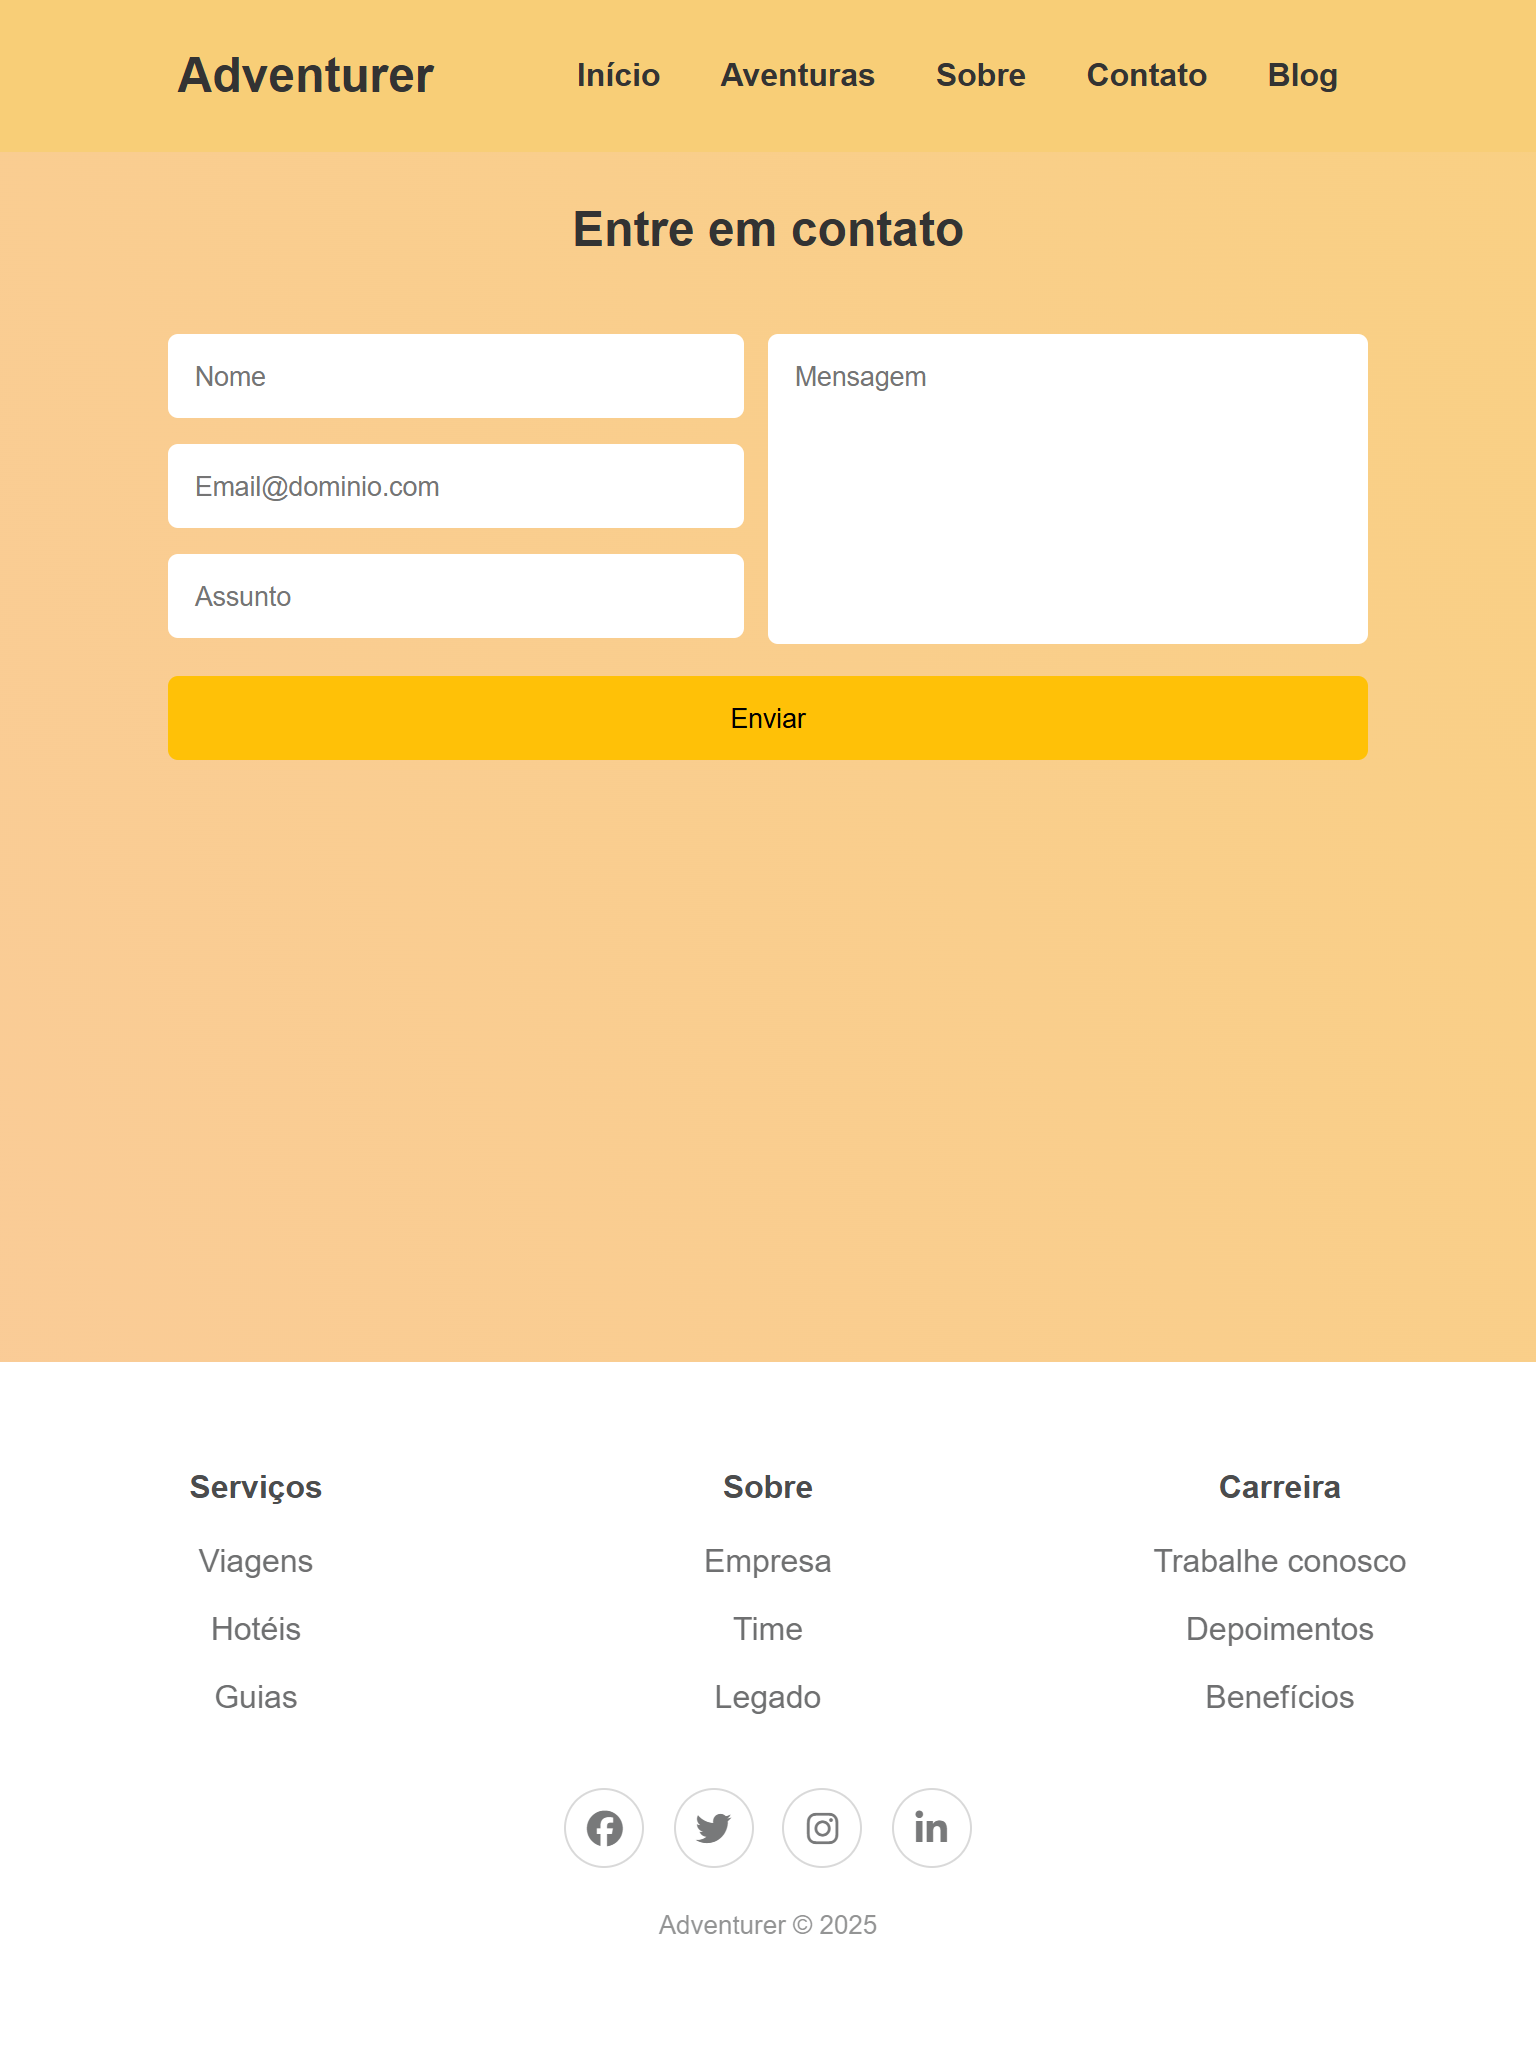 Adventurer
Início Aventuras Sobre Contato Blog
Entre em contato
Nome
Email@dominio.com
Assunto
Mensagem
Enviar
Serviços
Viagens
Hotéis
Guias
Sobre
Empresa
Time
Legado
Carreira
Trabalhe conosco
Depoimentos
Benefícios
Adventurer © 2025